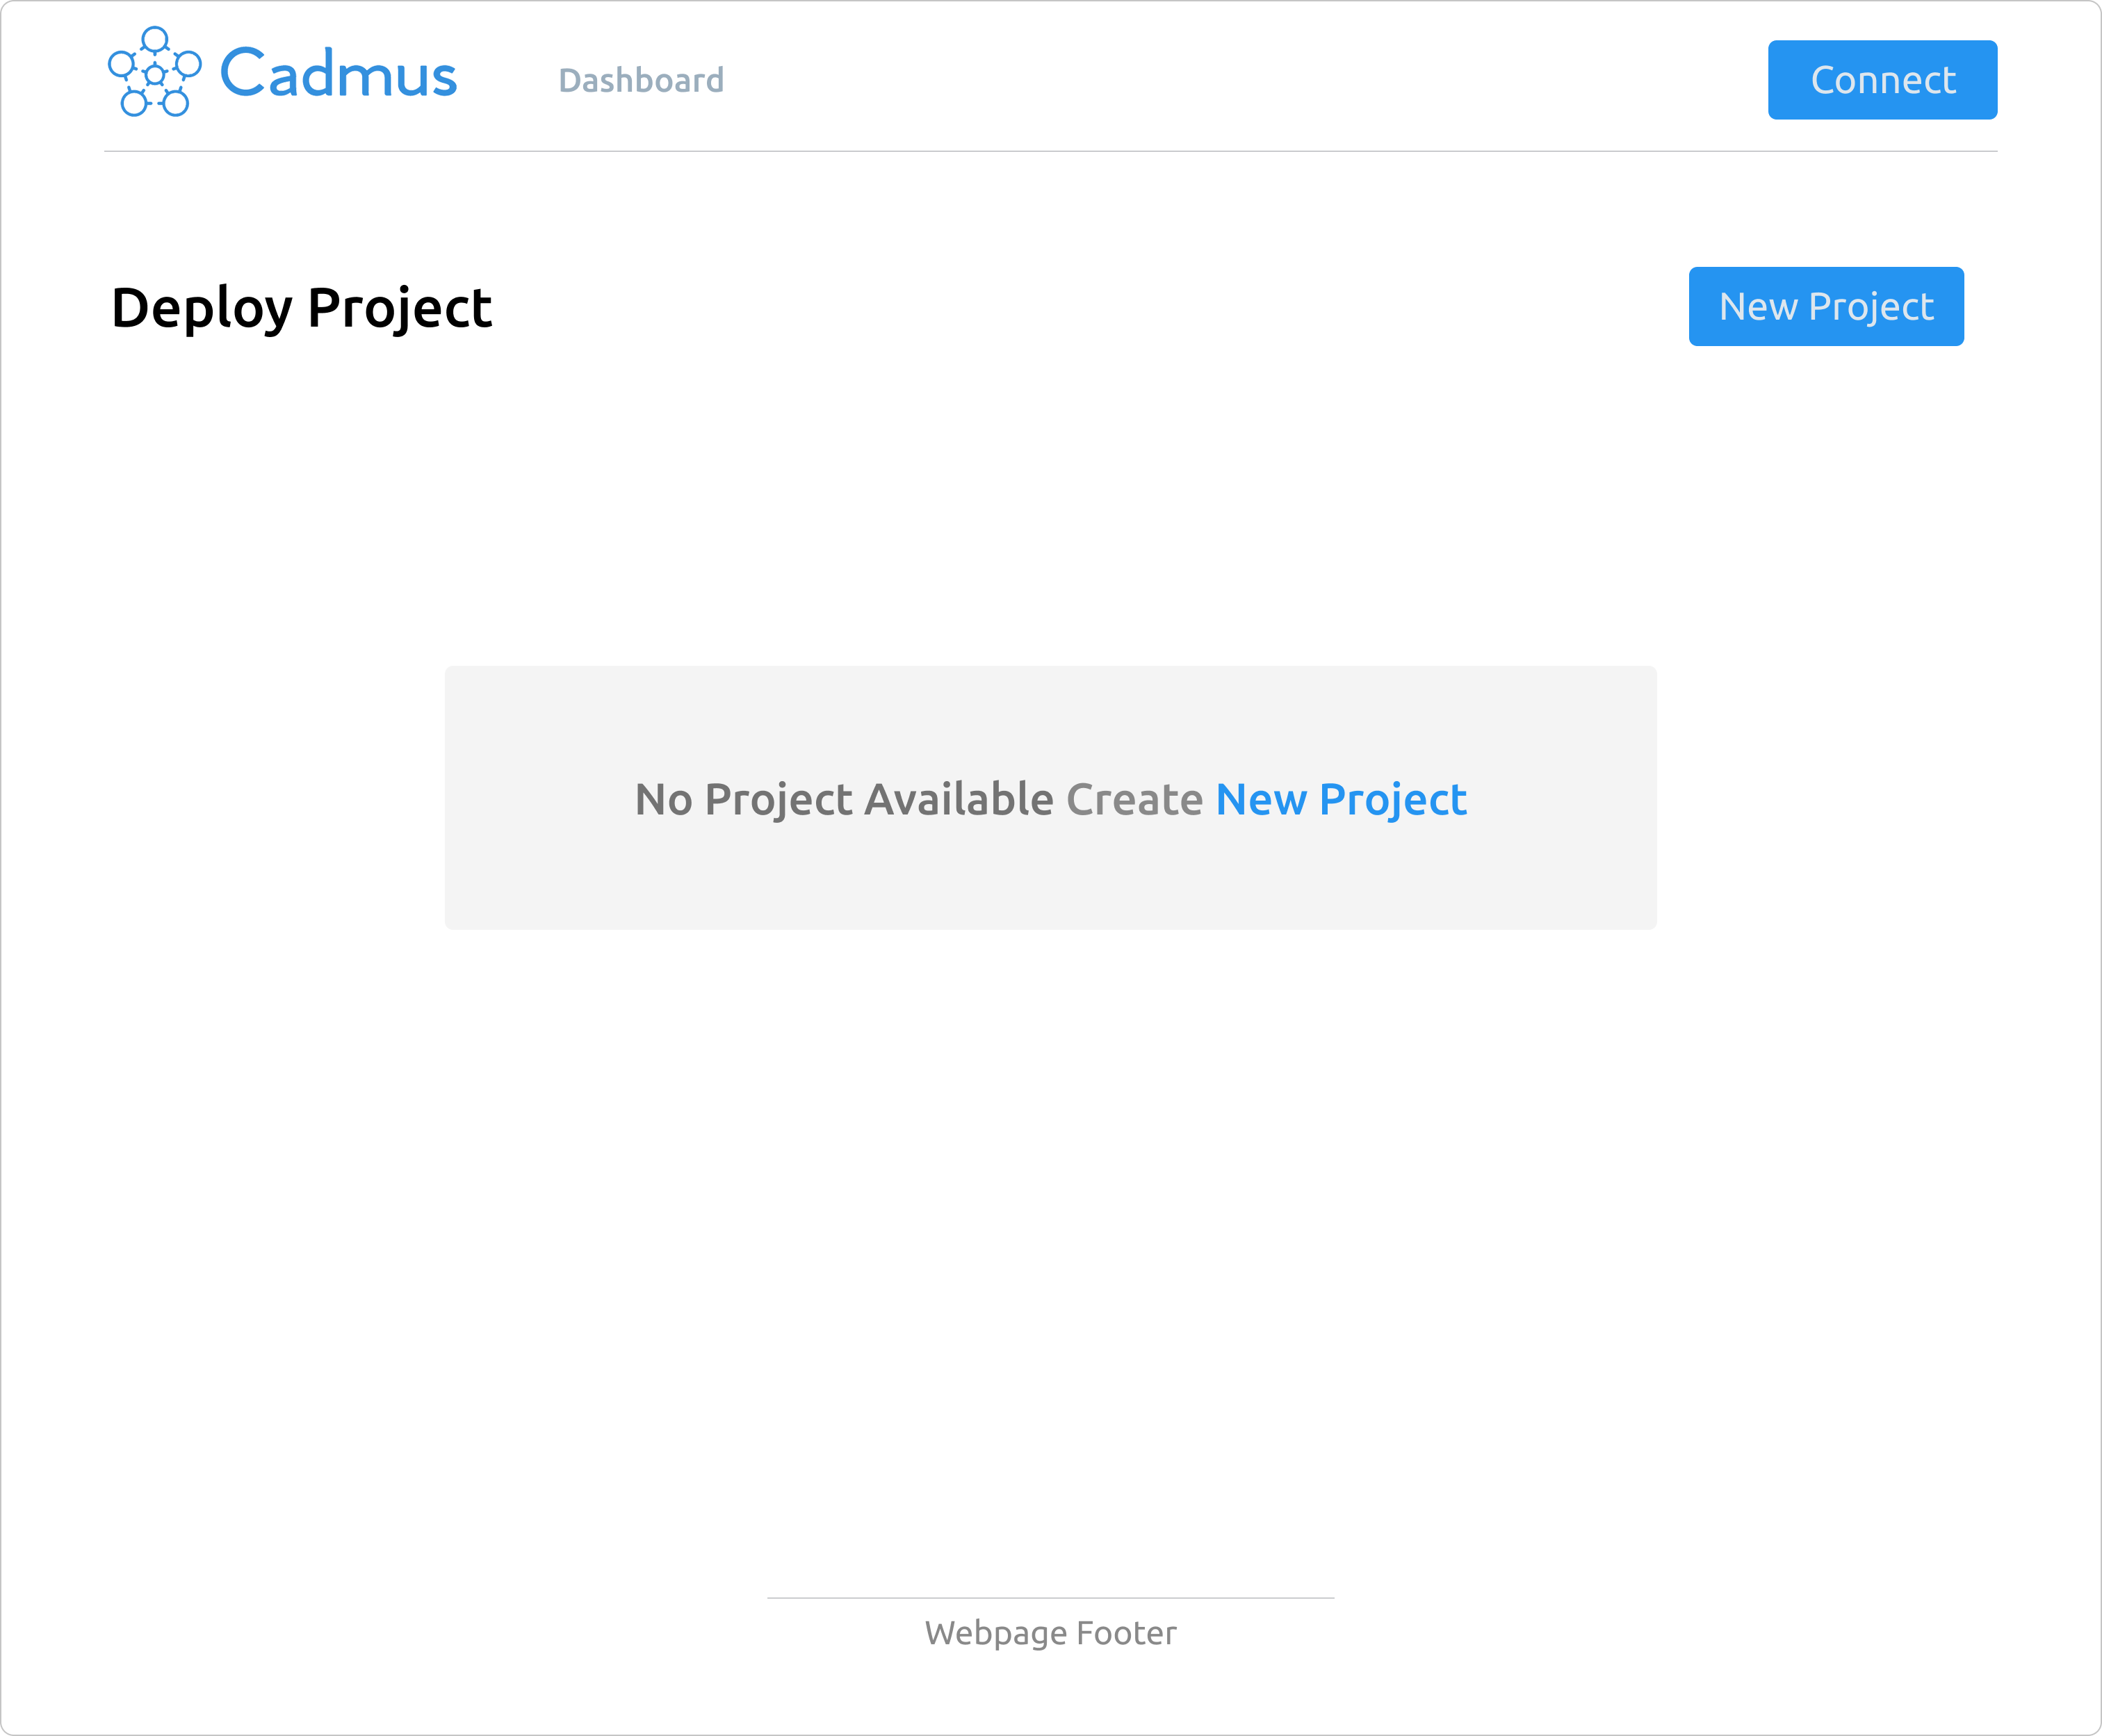 Cadmus
Dashboard
Connect
Deploy Project
New Project
No Project Available Create New Project
Webpage Footer